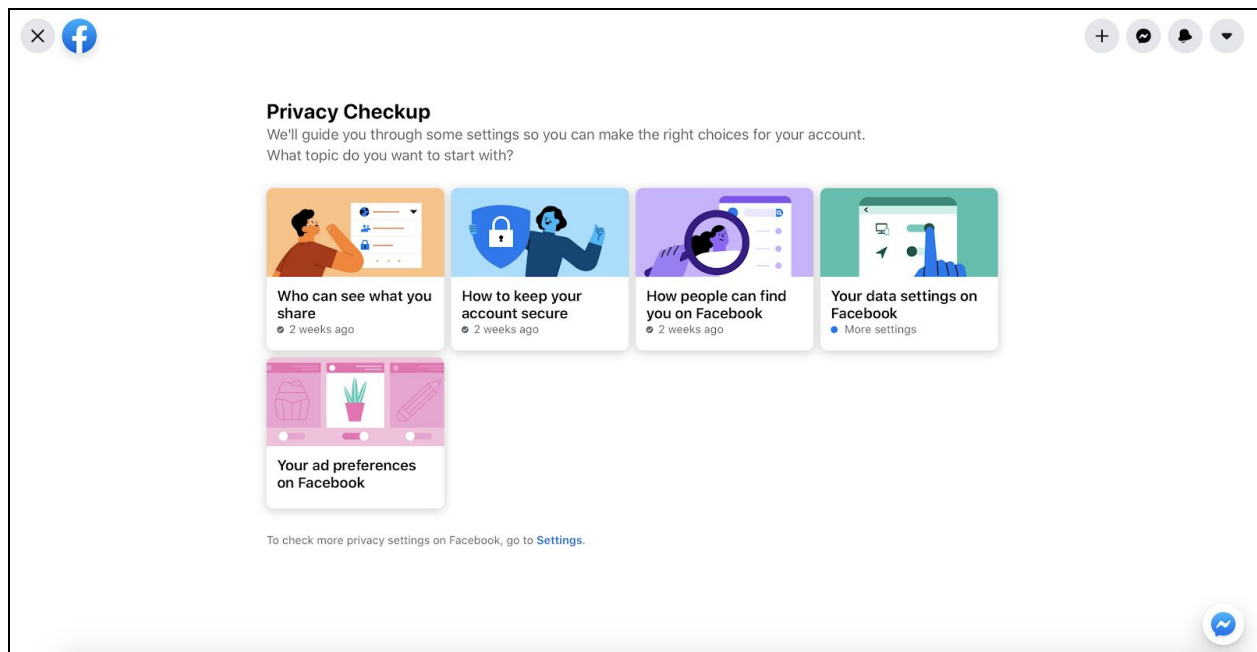 Privacy Checkup
We'll guide you through some settings so you can make the right choices for your account.
What topic do you want to start with?
Who can see what you
share
2 weeks ago
How to keep your
account secure
2 weeks ago
How people can find
you on Facebook
2 weeks ago
Your data settings on
Facebook
More settings
Your ad preferences
on Facebook
To check more privacy settings on Facebook, go to Settings.